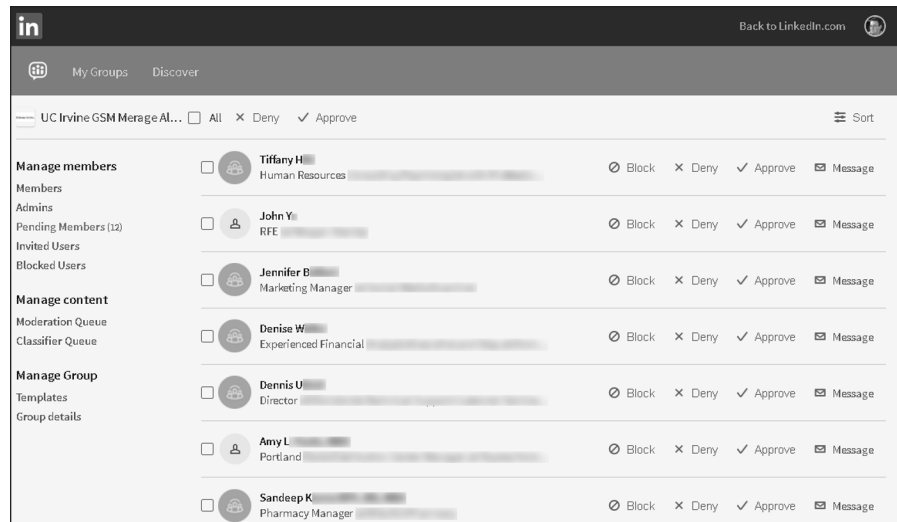 in Back to LinkedIn.com
My Groups Discover
UC Irvine GSM Merage Al... All Deny Approve Sort
Manage members
Members
Admins
Pending Members (12)
Invited Users
Blocked Users
Manage content
Moderation Queue
Classifier Queue
Manage Group
Templates
Group details
Tiffany H
Human Resources
Block Deny Approve Message
John Y
RFE
Block Deny Approve Message
Jennifer B
Marketing Manager
Block Deny Approve Message
Denise W
Experienced Financial
Block Deny Approve Message
Dennis U
Director
Block Deny Approve Message
Amy L
Portland
Block Deny Approve Message
Sandeep K
Pharmacy Manager
Block Deny Approve Message